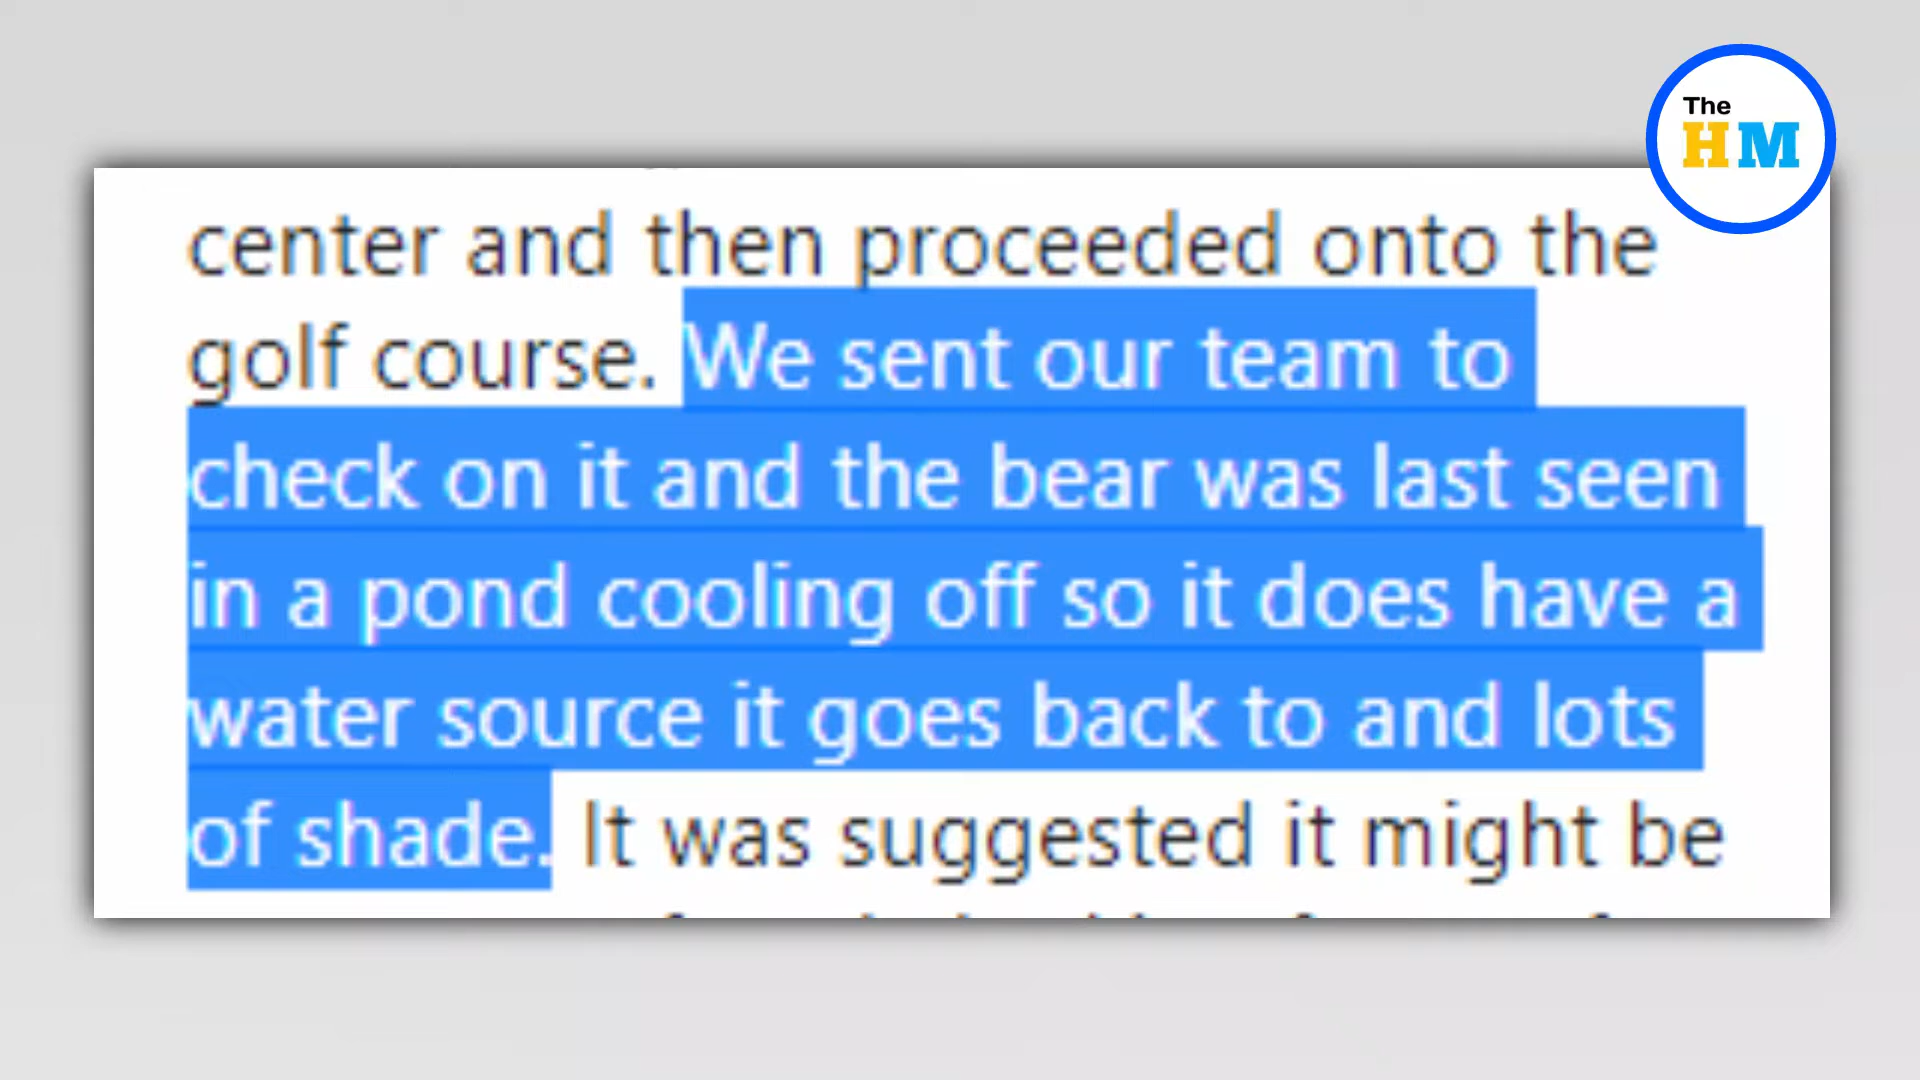 The
HM
center and then proceeded onto the
golf course. We sent our team to
check on it and the bear was last seen
in a pond cooling off so it does have a
water source it goes back to and lots
of shade. It was suggested it might be